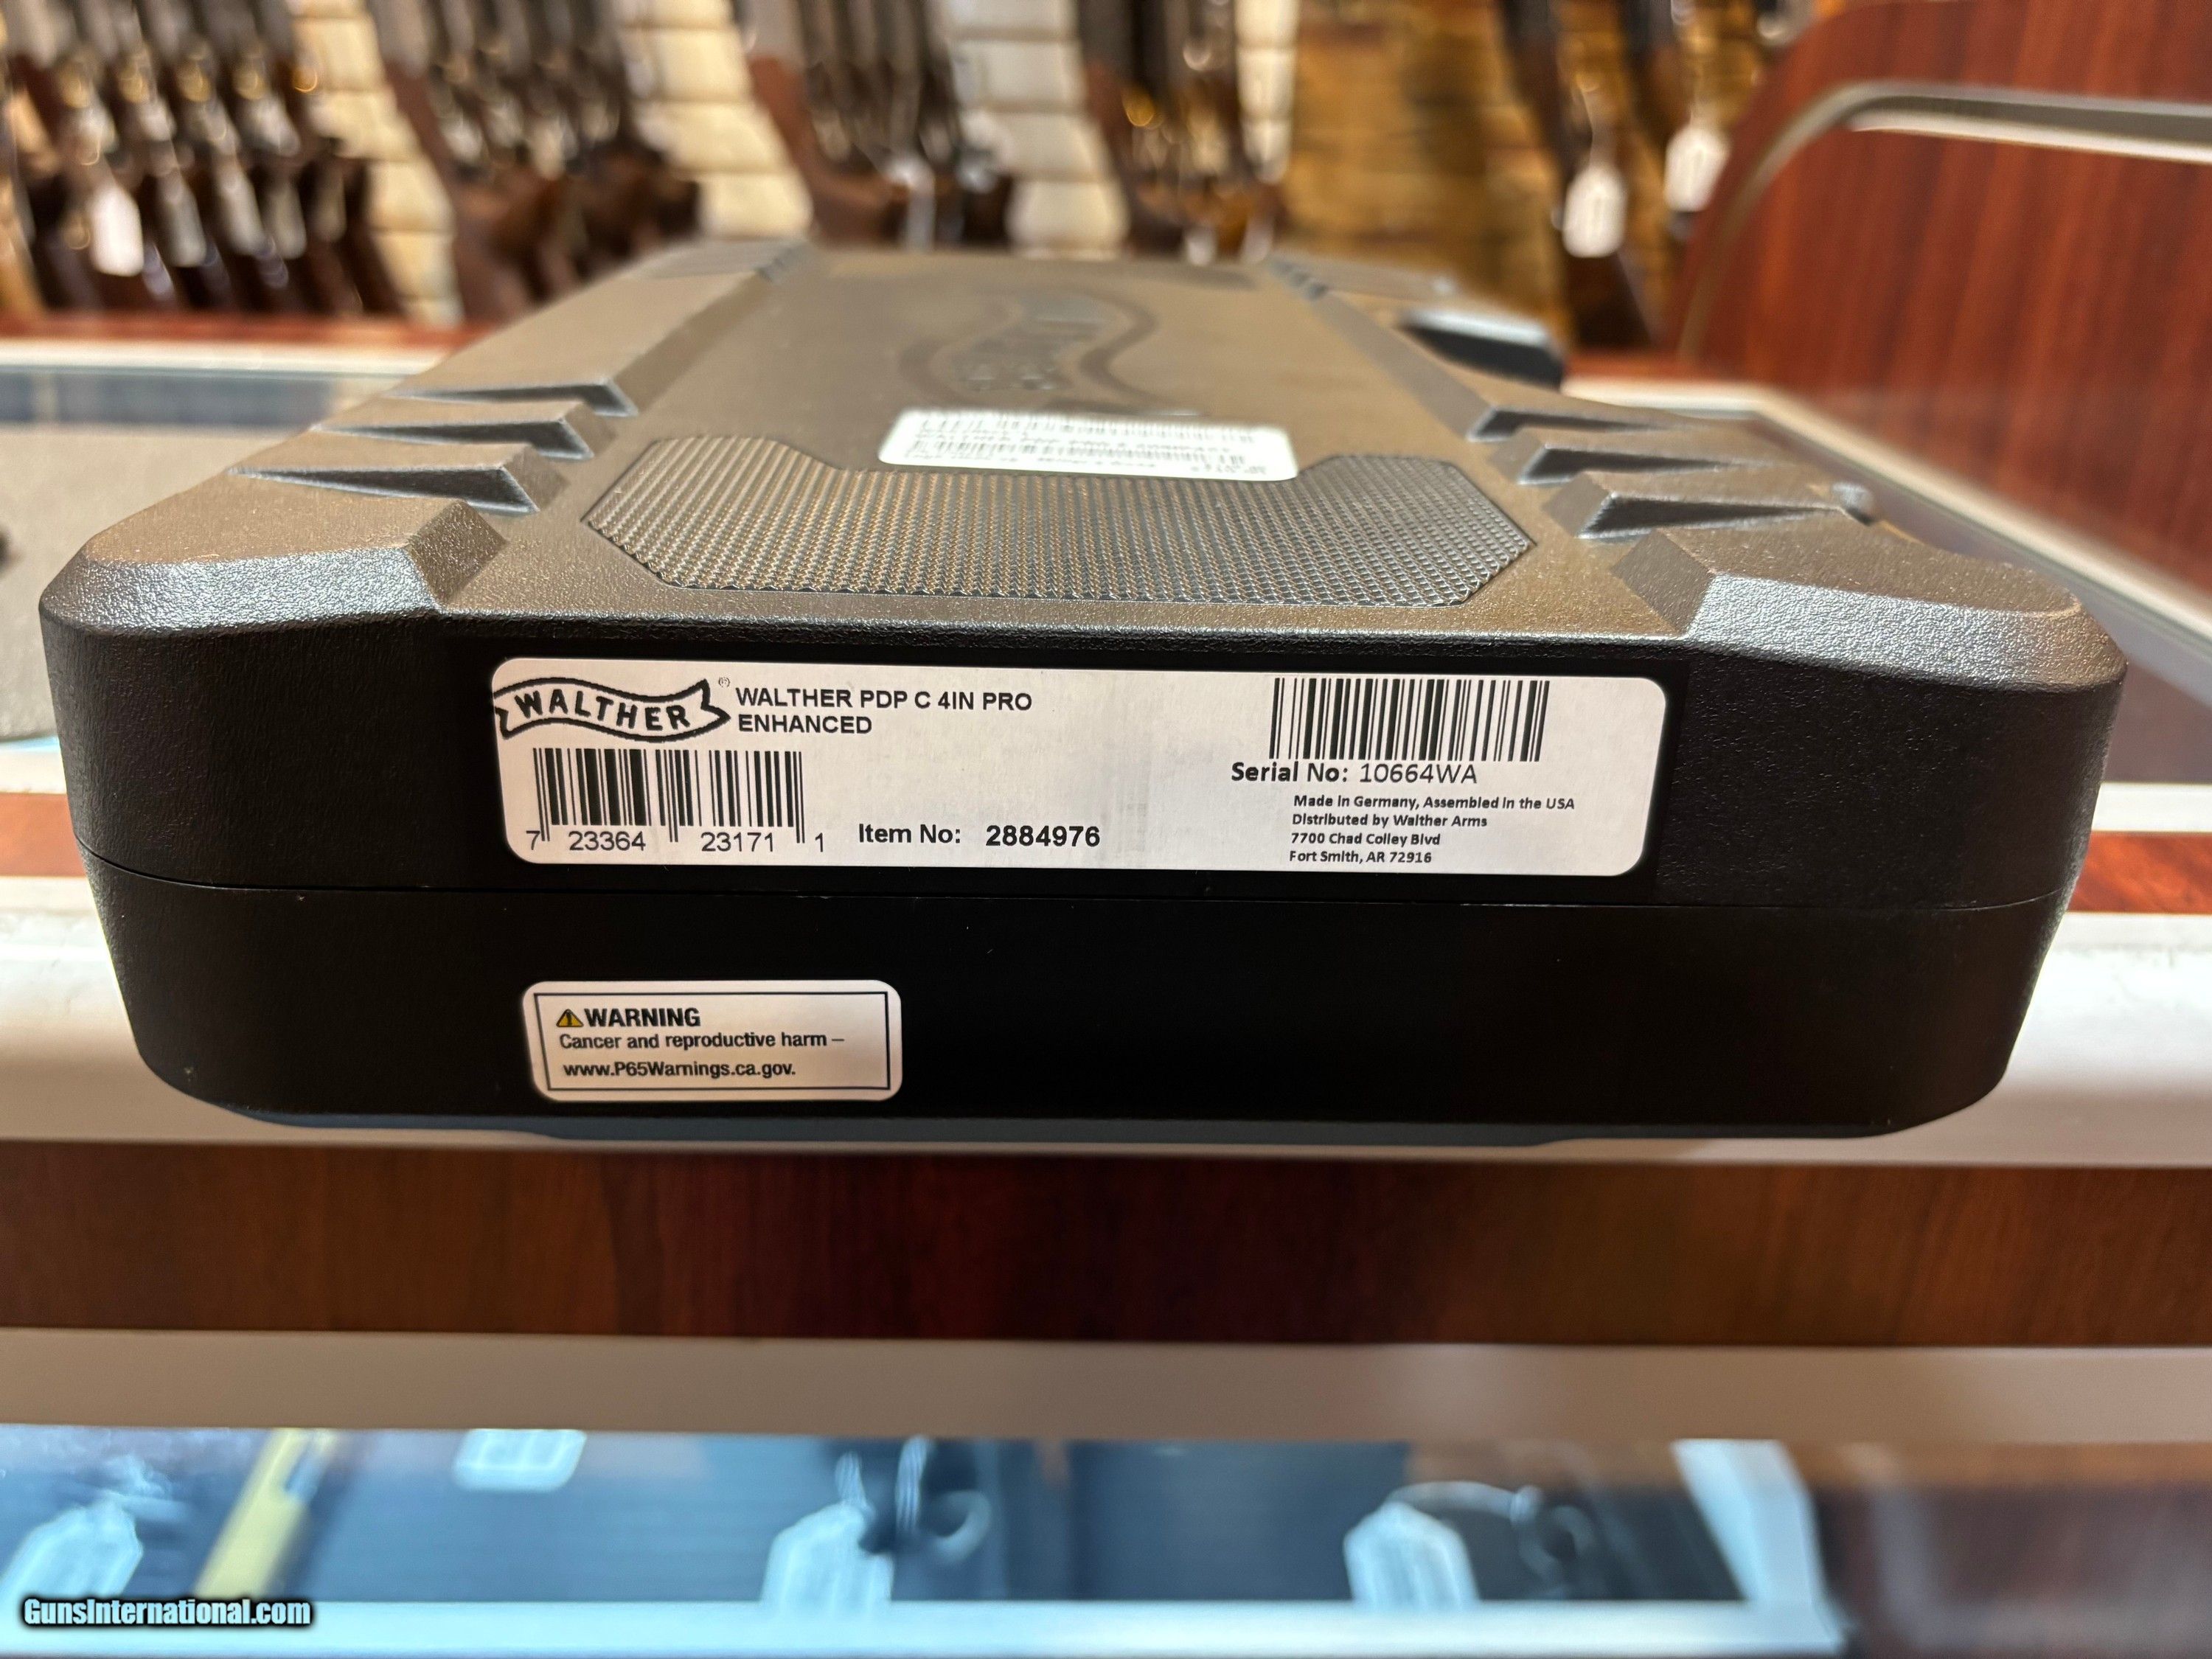 WALTHER
®
WALTHER PDP C 4IN PRO
ENHANCED
7 23364 23171 1
Item No: 2884976
Serial No: 10664WA
Made in Germany, Assembled in the USA
Distributed by Walther Arms
7700 Chad Colley Blvd
Fort Smith, AR 72916
WARNING
Cancer and reproductive harm –
www.P65Warnings.ca.gov.
GunsInternational.com